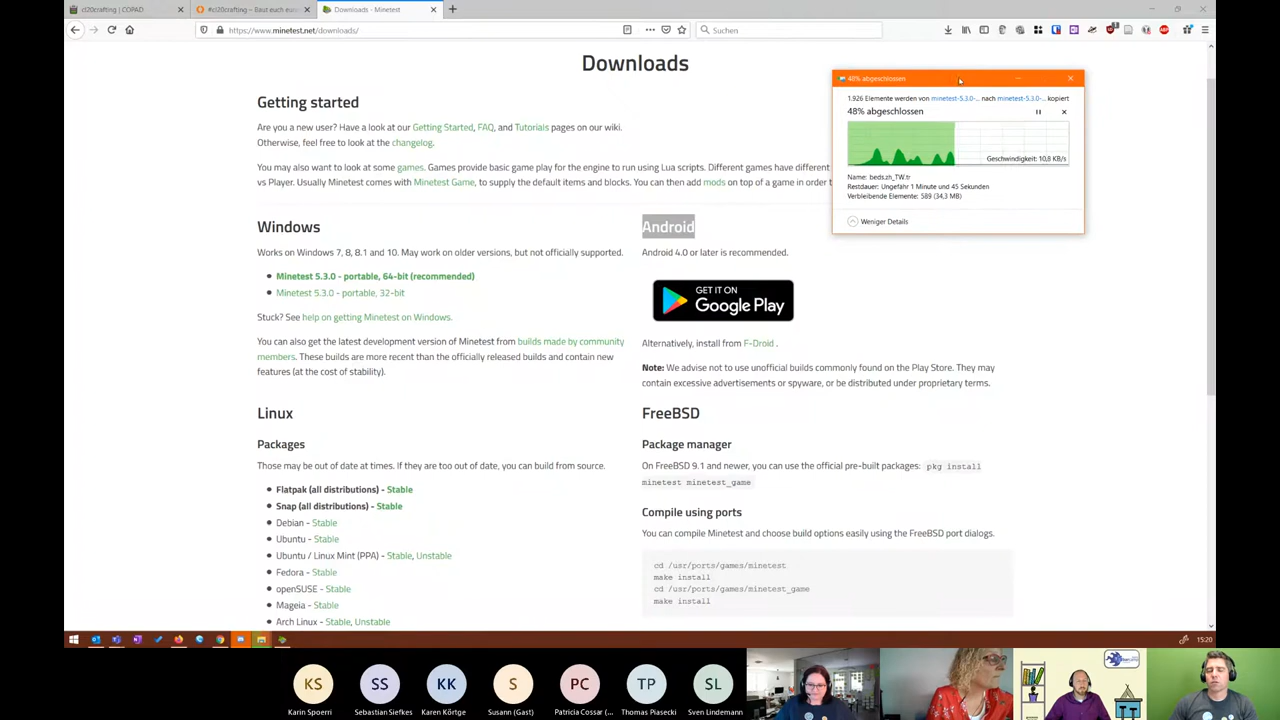 cl20crafting | COPAD
#cl20crafting – Baut euch eure
Downloads - Minetest
https://www.minetest.net/downloads/
Suchen
Downloads
Getting started
Are you a new user? Have a look at our Getting Started, FAQ, and Tutorials pages on our wiki.
Otherwise, feel free to look at the changelog.
You may also want to look at some games. Games provide basic game play for the engine to run using Lua scripts. Different games have different
vs Player. Usually Minetest comes with Minetest Game, to supply the default items and blocks. You can then add mods on top of a game in order t
48% abgeschlossen
1.926 Elemente werden von minetest-5.3.0-... nach minetest-5.3.0-... kopiert
48% abgeschlossen
Geschwindigkeit: 10,8 KB/s
Name: beds.zh_TW.tr
Restdauer: Ungefähr 1 Minute und 45 Sekunden
Verbleibende Elemente: 589 (34,3 MB)
Weniger Details
Windows
Works on Windows 7, 8, 8.1 and 10. May work on older versions, but not officially supported.
Minetest 5.3.0 - portable, 64-bit (recommended)
Minetest 5.3.0 - portable, 32-bit
Stuck? See help on getting Minetest on Windows.
You can also get the latest development version of Minetest from builds made by community
members. These builds are more recent than the officially released builds and contain new
features (at the cost of stability).
Android
Android 4.0 or later is recommended.
GET IT ON
Google Play
Alternatively, install from F-Droid .
Note: We advise not to use unofficial builds commonly found on the Play Store. They may
contain excessive advertisements or spyware, or be distributed under proprietary terms.
Linux
Packages
Those may be out of date at times. If they are too out of date, you can build from source.
Flatpak (all distributions) - Stable
Snap (all distributions) - Stable
Debian - Stable
Ubuntu - Stable
Ubuntu / Linux Mint (PPA) - Stable, Unstable
Fedora - Stable
openSUSE - Stable
Mageia - Stable
Arch Linux - Stable, Unstable
FreeBSD
Package manager
On FreeBSD 9.1 and newer, you can use the official pre-built packages: pkg install
minetest minetest_game
Compile using ports
You can compile Minetest and choose build options easily using the FreeBSD port dialogs.
cd /usr/ports/games/minetest
make install
cd /usr/ports/games/minetest_game
make install
15:20
KS
SS
KK
S
PC
TP
SL
Karin Spoerri
Sebastian Siefkes
Karen Körtge
Susann (Gast)
Patricia Cossar (...
Thomas Piasecki
Sven Lindemann